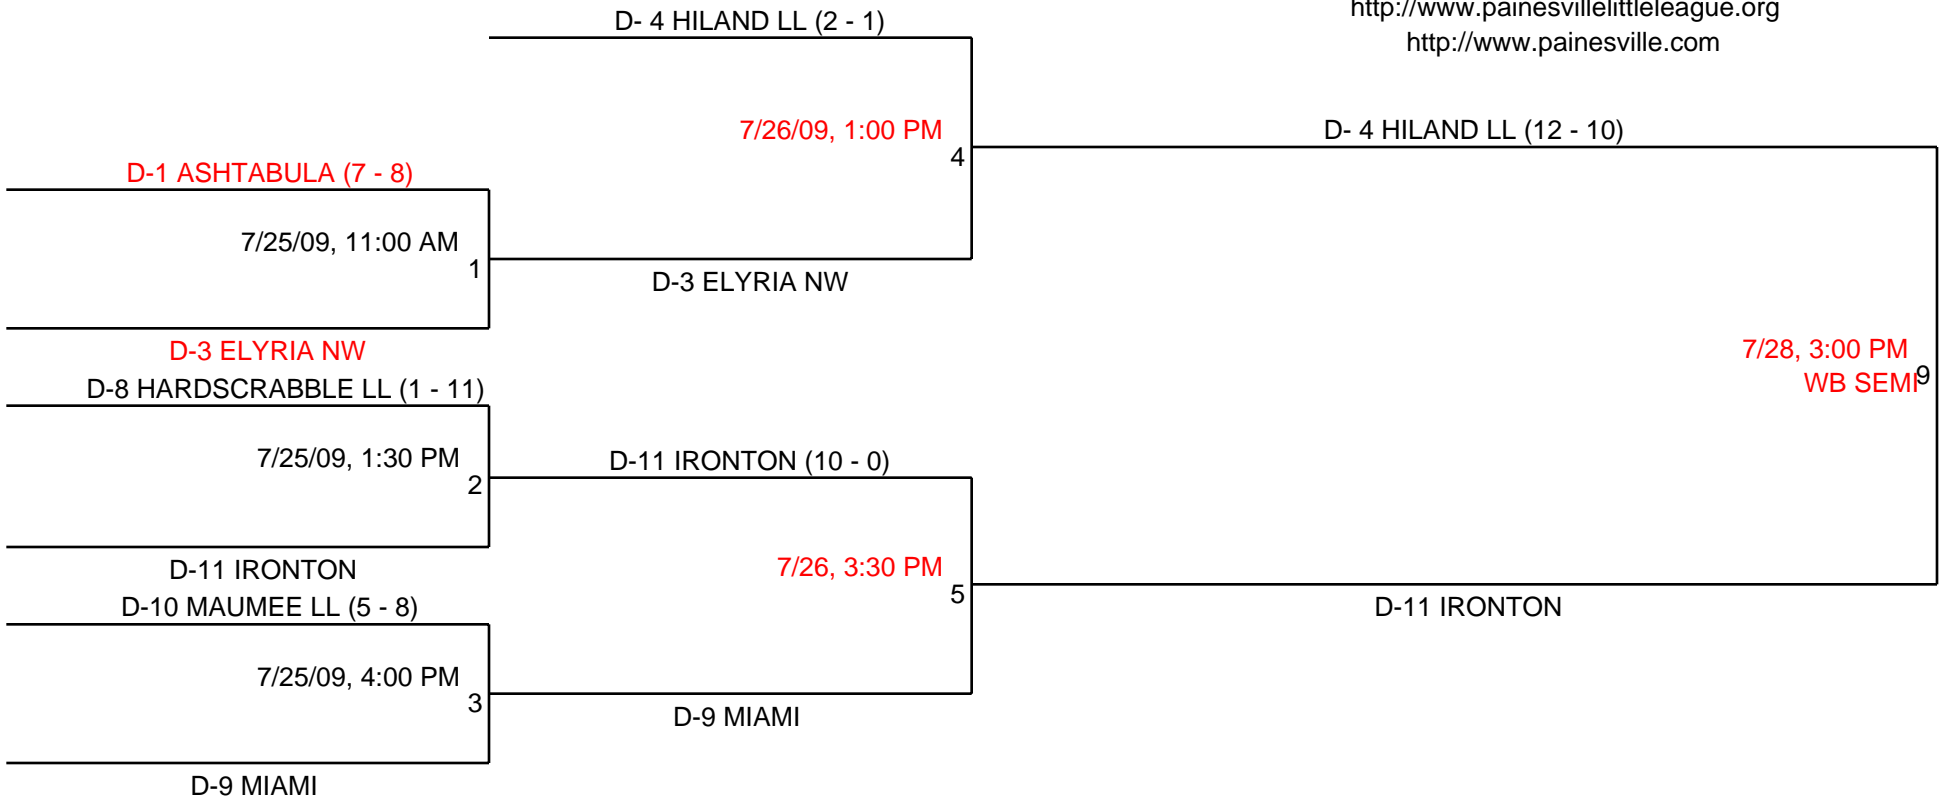 D- 4 HILAND LL (2 - 1)
http://www.painesvillelittleleague.org
http://www.painesville.com
7/26/09, 1:00 PM
4
D- 4 HILAND LL (12 - 10)
D-1 ASHTABULA (7 - 8)
7/25/09, 11:00 AM
1
D-3 ELYRIA NW
D-3 ELYRIA NW
7/28, 3:00 PM
WB SEMI
9
D-8 HARDSCRABBLE LL (1 - 11)
7/25/09, 1:30 PM
2
D-11 IRONTON (10 - 0)
D-11 IRONTON
7/26, 3:30 PM
5
D-11 IRONTON
D-10 MAUMEE LL (5 - 8)
7/25/09, 4:00 PM
3
D-9 MIAMI
D-9 MIAMI